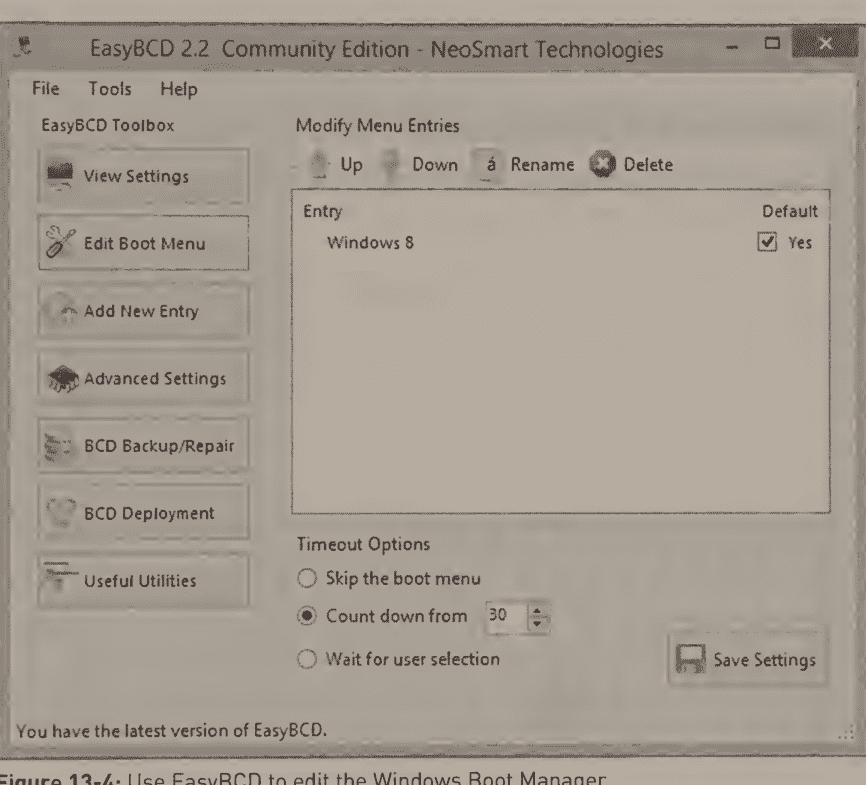 EasyBCD 2.2 Community Edition - NeoSmart Technologies
File Tools Help
EasyBCD Toolbox
View Settings
Edit Boot Menu
Add New Entry
Advanced Settings
BCD Backup/Repair
BCD Deployment
Useful Utilities
Modify Menu Entries
Up Down á Rename Delete
Entry Default
Windows 8 Yes
Timeout Options
Skip the boot menu
Count down from 30
Wait for user selection
Save Settings
You have the latest version of EasyBCD.
Figure 13-4: Use EasyBCD to edit the Windows Boot Manager